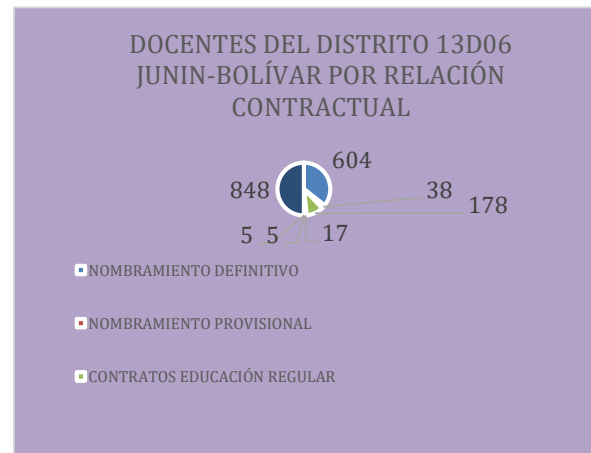 DOCENTES DEL DISTRITO 13D06
JUNIN-BOLÍVAR POR RELACIÓN
CONTRACTUAL
604
848
38
178
5
5
17
NOMBRAMIENTO DEFINITIVO
NOMBRAMIENTO PROVISIONAL
CONTRATOS EDUCACIÓN REGULAR